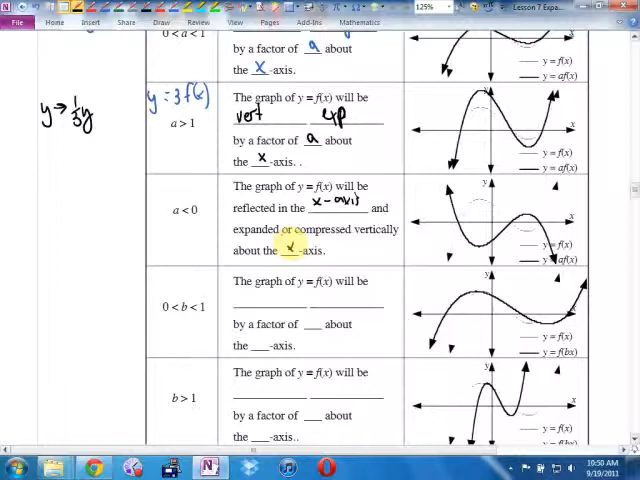 125%
Lesson 7 Expa
File Home Insert Share Draw Review View Add-Ins Mathematics
0 < a < 1
by a factor of a about
the x-axis.
y = f(x)
y = af(x)
y → 1/3 y
y = 3f(x)
a > 1
The graph of y = f(x) will be
vert exp
by a factor of a about
the x-axis. .
y
x
y = f(x)
y = af(x)
a < 0
The graph of y = f(x) will be
reflected in the x-axis and
expanded or compressed vertically
about the x-axis.
y
x
y = f(x)
y = af(x)
0 < b < 1
The graph of y = f(x) will be
by a factor of ___ about
the ___-axis.
y
x
y = f(x)
y = f(bx)
b > 1
The graph of y = f(x) will be
by a factor of ___ about
the ___-axis..
y
x
y = f(x)
y = f(bx)
10:50 AM
9/19/2011